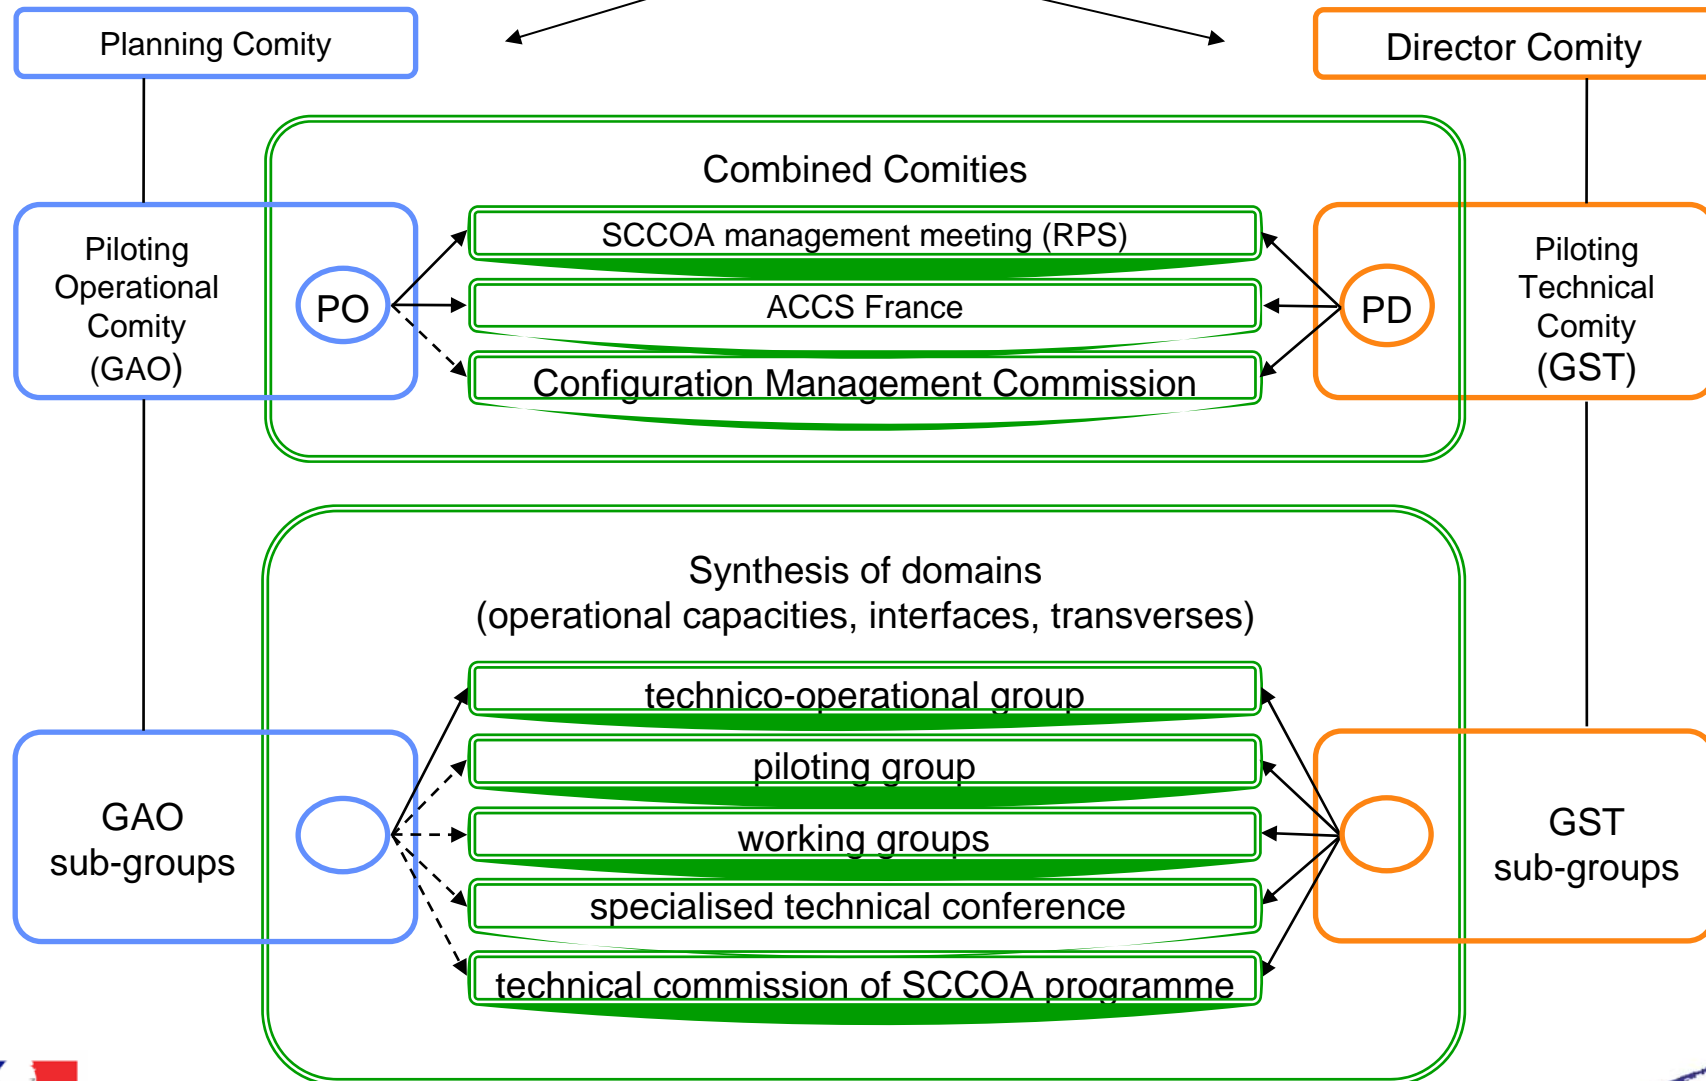 Planning Comity
Director Comity
Combined Comities
Piloting
Operational
Comity
(GAO)
PO
SCCOA management meeting (RPS)
ACCS France
Configuration Management Commission
PD
Piloting
Technical
Comity
(GST)
Synthesis of domains
(operational capacities, interfaces, transverses)
GAO
sub-groups
technico-operational group
piloting group
working groups
specialised technical conference
technical commission of SCCOA programme
GST
sub-groups